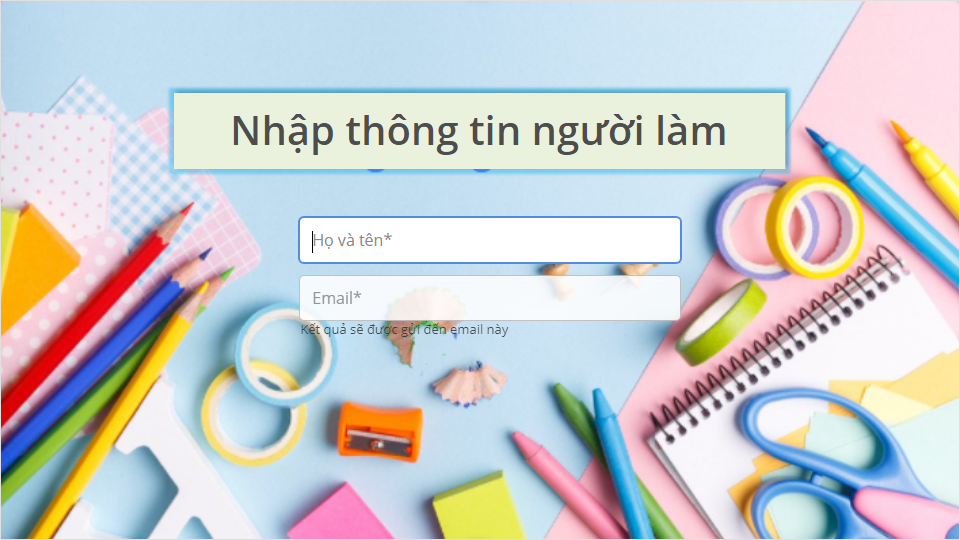 Nhập thông tin người làm
Họ và tên*
Email*
Kết quả sẽ được gửi đến email này